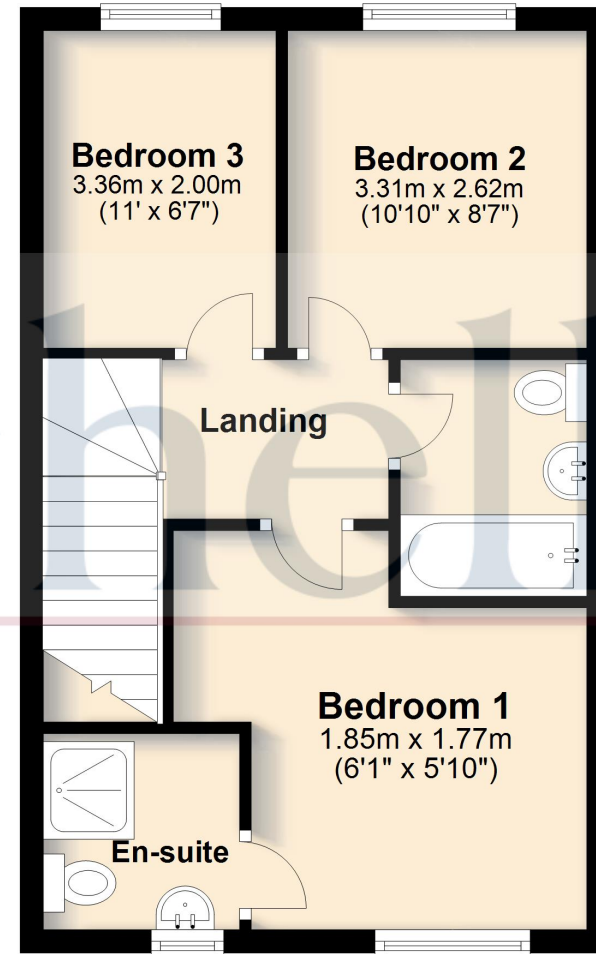 Bedroom 3
3.36m x 2.00m
(11' x 6'7")
Bedroom 2
3.31m x 2.62m
(10'10" x 8'7")
Landing
Bedroom 1
1.85m x 1.77m
(6'1" x 5'10")
En-suite
hell